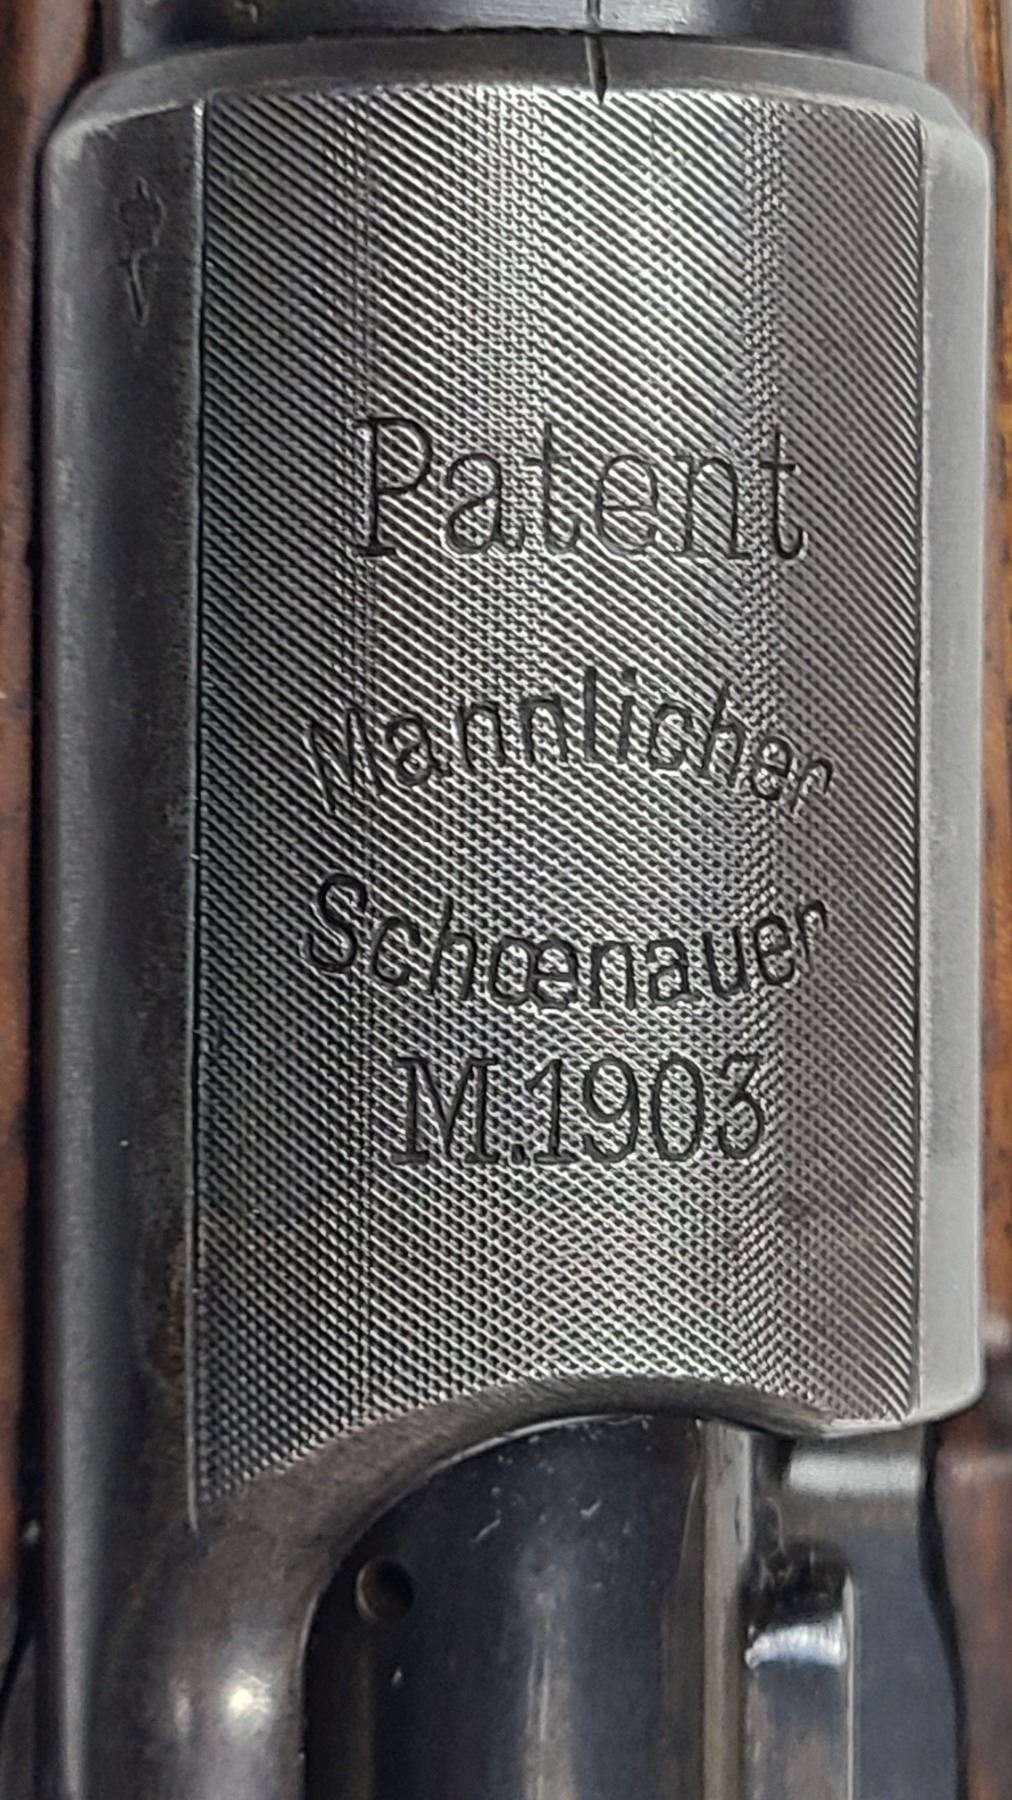 Patent
Mannlicher
Schœnauer
M.1903